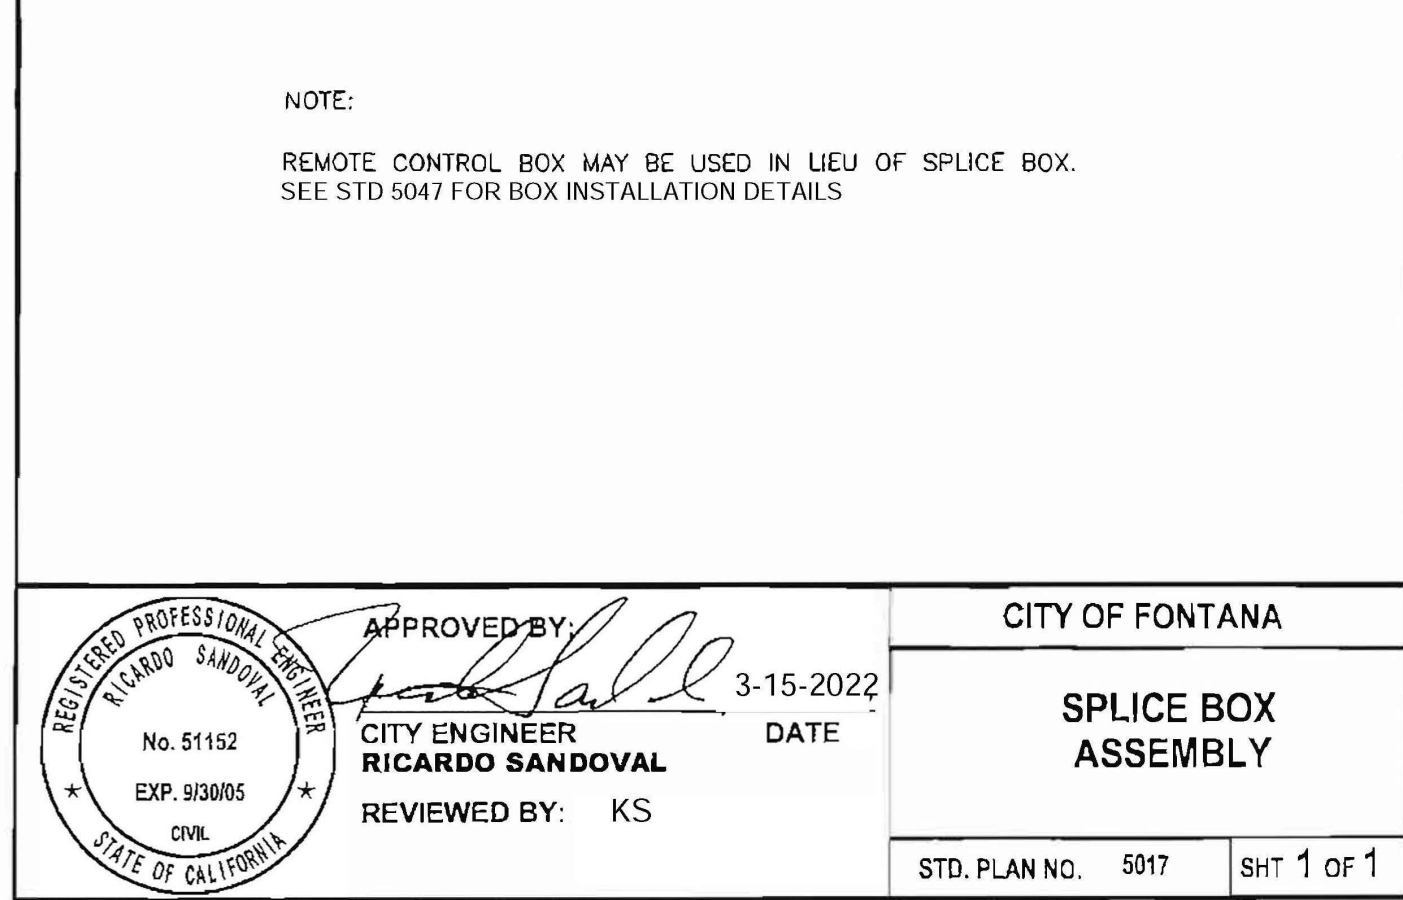 NOTE:
REMOTE CONTROL BOX MAY BE USED IN LIEU OF SPLICE BOX.
SEE STD 5047 FOR BOX INSTALLATION DETAILS
REGISTERED PROFESSIONAL ENGINEER
RICARDO SANDOVAL
No. 51152
EXP. 9/30/05
CIVIL
STATE OF CALIFORNIA
APPROVED BY:
3-15-2022
CITY ENGINEER
DATE
RICARDO SANDOVAL
REVIEWED BY: KS
CITY OF FONTANA
SPLICE BOX
ASSEMBLY
STD. PLAN NO. 5017
SHT 1 OF 1